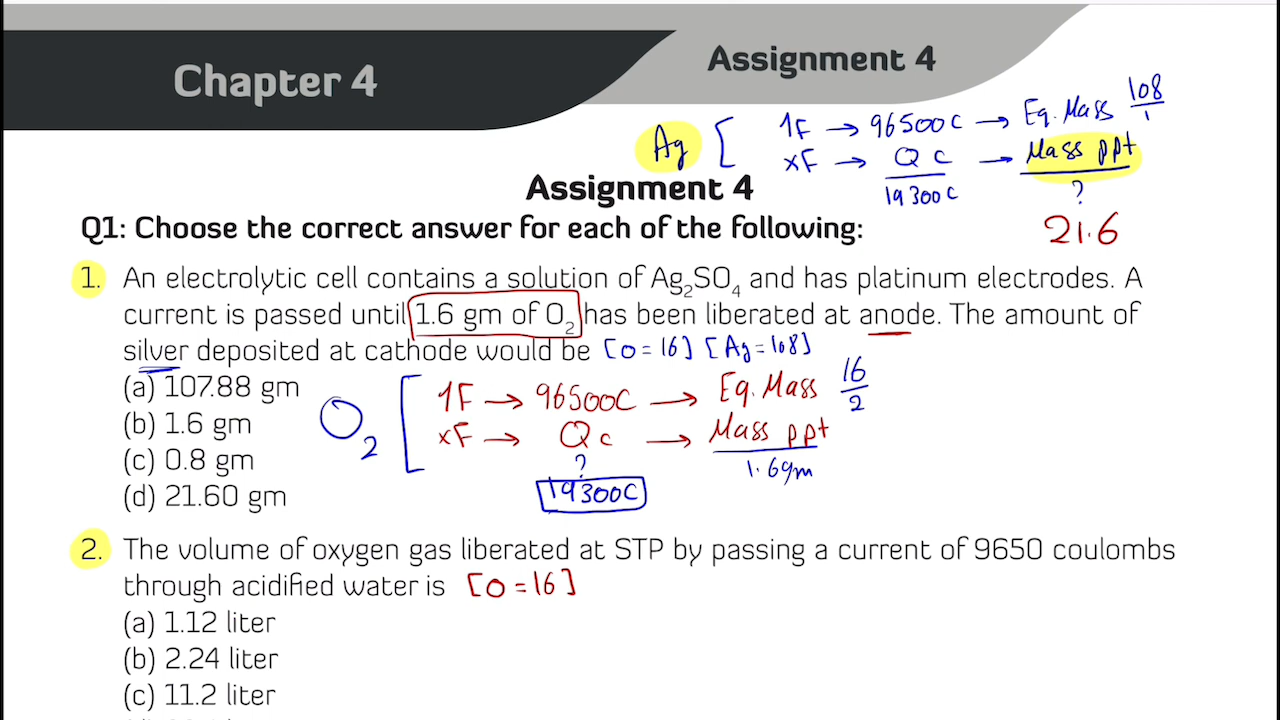 Chapter 4
Assignment 4
Ag [ 1F → 96500C → Eq. Mass 108/1
xF → Q C → Mass ppt
19300C ?
21.6
Assignment 4
Q1: Choose the correct answer for each of the following:
1. An electrolytic cell contains a solution of Ag₂SO₄ and has platinum electrodes. A
current is passed until 1.6 gm of O₂ has been liberated at anode. The amount of
silver deposited at cathode would be [O=16] [Ag=108]
(a) 107.88 gm
(b) 1.6 gm
(c) 0.8 gm
(d) 21.60 gm
O₂ [ 1F → 96500C → Eq. Mass 16/2
xF → Q C → Mass ppt
? 1.6gm
19300C
2. The volume of oxygen gas liberated at STP by passing a current of 9650 coulombs
through acidified water is [O=16]
(a) 1.12 liter
(b) 2.24 liter
(c) 11.2 liter